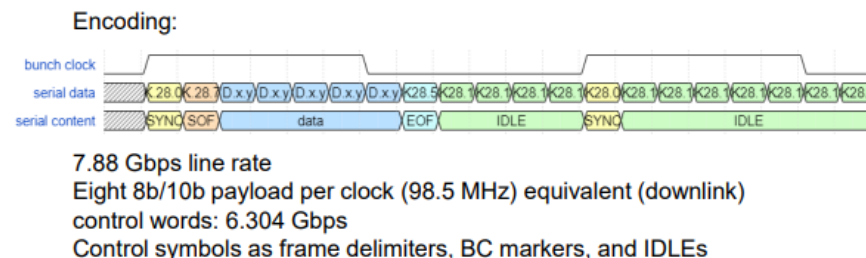 Encoding:
bunch clock
serial data K.28.0 K.28.7 D.x.y D.x.y D.x.y D.x.y D.x.y K28.5 K28.1 K28.1 K28.1 K28.1 K28.0 K28.1 K28.1 K28.1 K28.1 K28.1 K28.1 K28.
serial content SYNC SOF data EOF IDLE SYNC IDLE
7.88 Gbps line rate
Eight 8b/10b payload per clock (98.5 MHz) equivalent (downlink)
control words: 6.304 Gbps
Control symbols as frame delimiters, BC markers, and IDLEs